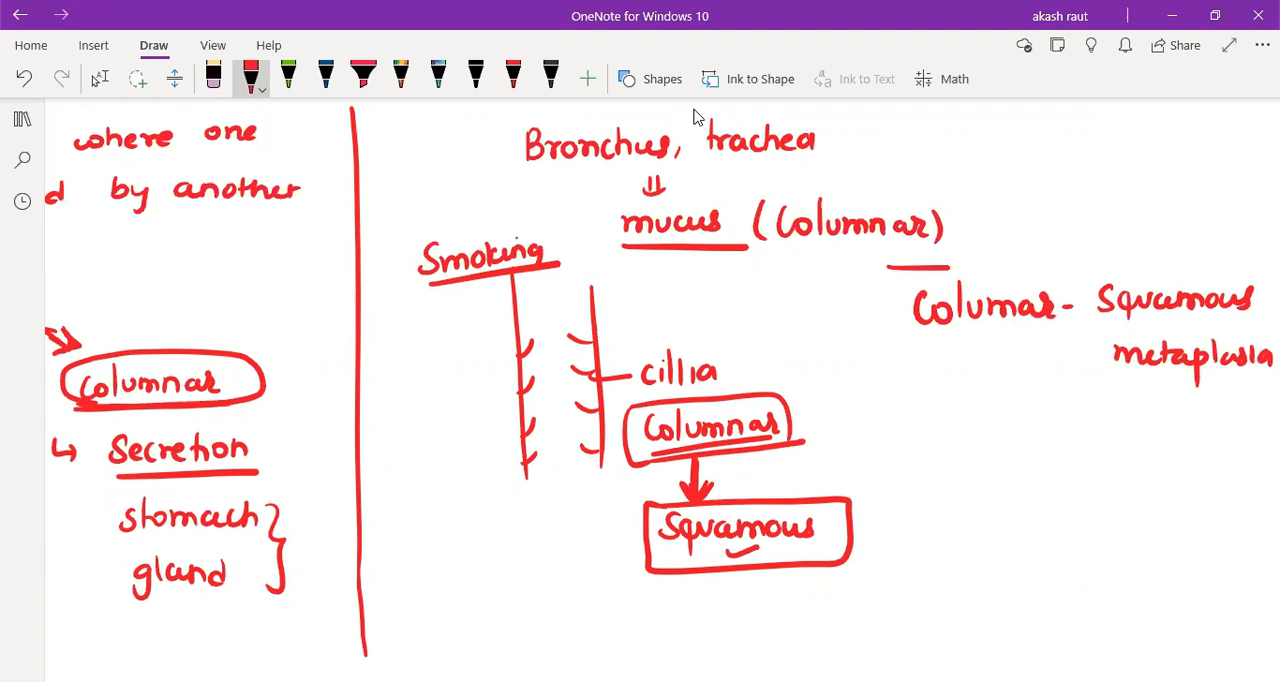 OneNote for Windows 10
akash raut
Home Insert Draw View Help
Share
Shapes
Ink to Shape
Ink to Text
Math
where one
d by another
Columnar
Secretion
stomach
gland
Bronchus, trachea
mucus (Columnar)
Smoking
Columar - Squamous
metaplasia
cillia
Columnar
Squamous